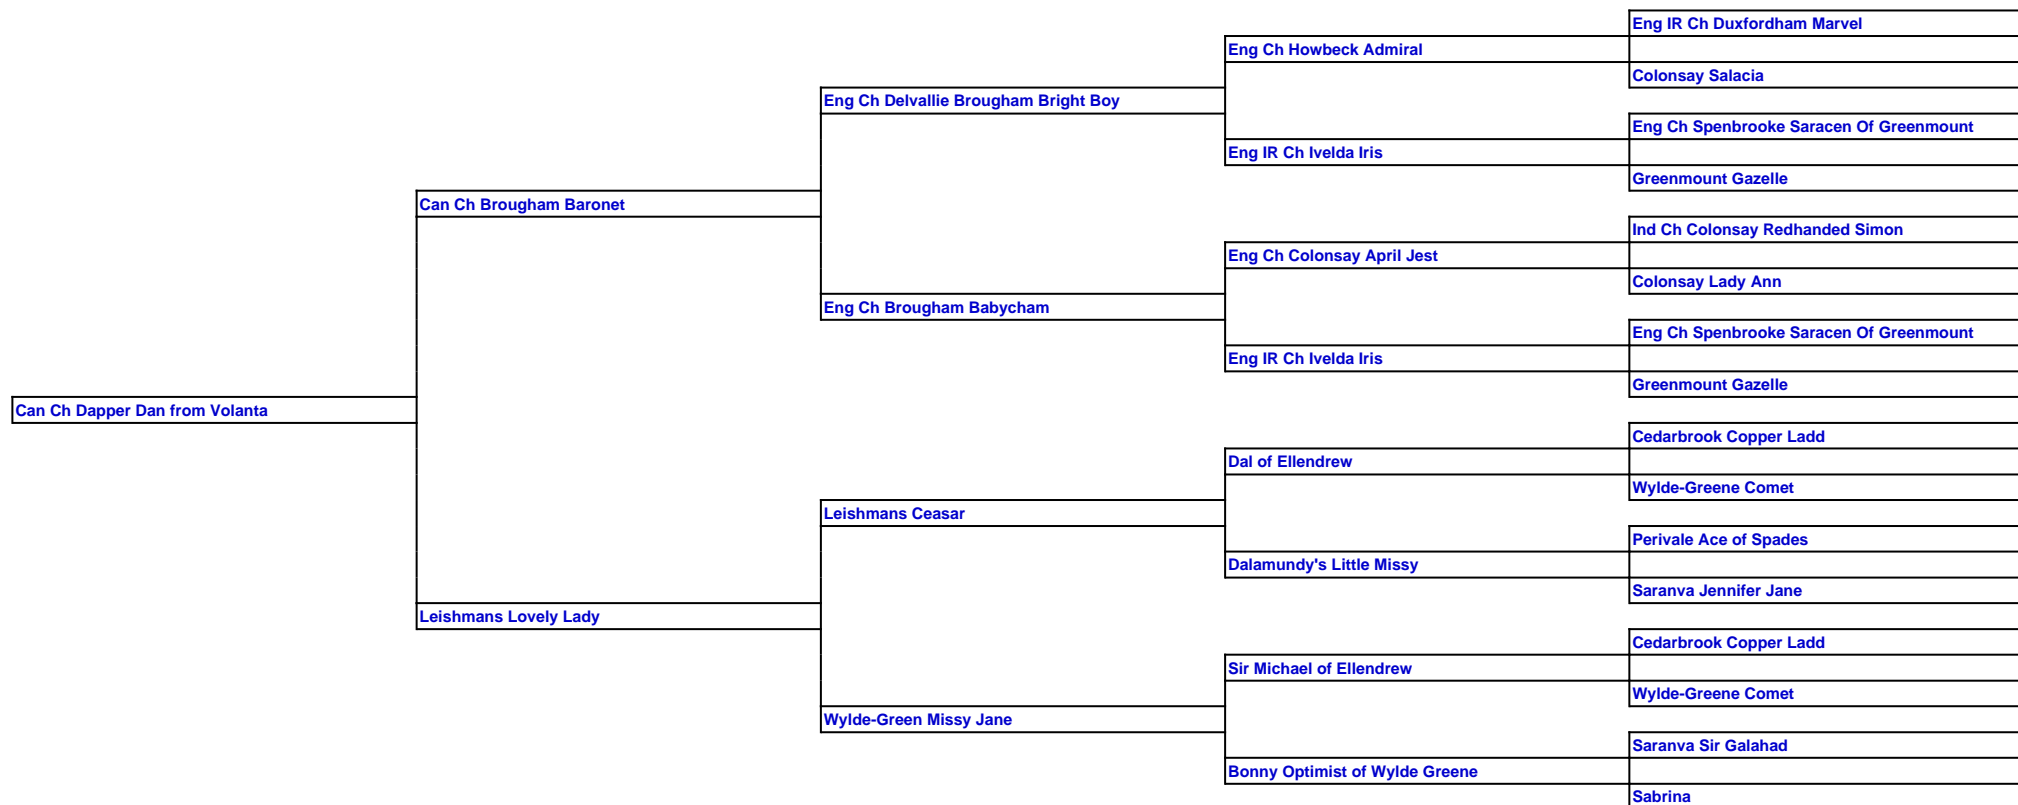 Eng IR Ch Duxfordham Marvel
Eng Ch Howbeck Admiral
Colonsay Salacia
Eng Ch Delvallie Brougham Bright Boy
Eng Ch Spenbrooke Saracen Of Greenmount
Eng IR Ch Ivelda Iris
Greenmount Gazelle
Can Ch Brougham Baronet
Ind Ch Colonsay Redhanded Simon
Eng Ch Colonsay April Jest
Colonsay Lady Ann
Eng Ch Brougham Babycham
Eng Ch Spenbrooke Saracen Of Greenmount
Eng IR Ch Ivelda Iris
Greenmount Gazelle
Can Ch Dapper Dan from Volanta
Cedarbrook Copper Ladd
Dal of Ellendrew
Wylde-Greene Comet
Leishmans Ceasar
Perivale Ace of Spades
Dalamundy's Little Missy
Saranva Jennifer Jane
Leishmans Lovely Lady
Cedarbrook Copper Ladd
Sir Michael of Ellendrew
Wylde-Greene Comet
Wylde-Green Missy Jane
Saranva Sir Galahad
Bonny Optimist of Wylde Greene
Sabrina